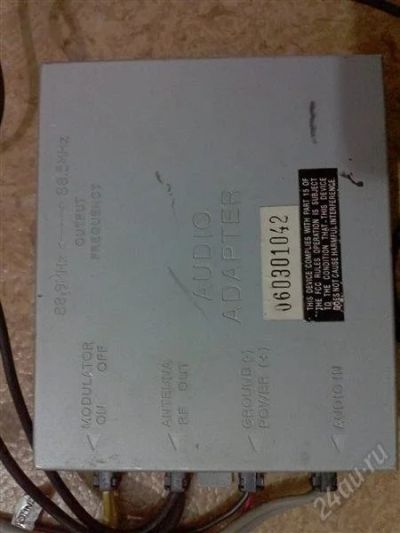 88.9MHz 88.5MHz
OUTPUT
FREQUENCY
AUDIO
ADAPTER
060301042
THIS DEVICE COMPLIES WITH PART 15 OF
THE FCC RULES OPERATION IS SUBJECT
TO THE CONDITION THAT-THIS DEVICE
DOES NOT CAUSE HARMFUL INTERFERENCE.
MODULATOR
ON OFF
ANTENNA
RF OUT
GROUND (-)
POWER (+)
AUDIO IN
24au.ru